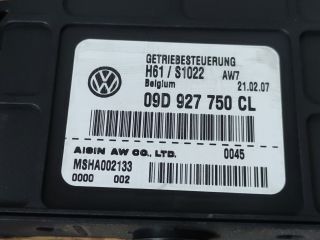 GETRIEBESTEUERUNG
H61 / S1022 AW7
Belgium 21.02.07
09D 927 750 CL
AISIN AW CO., LTD. 0045
MSHA002133
0000 002